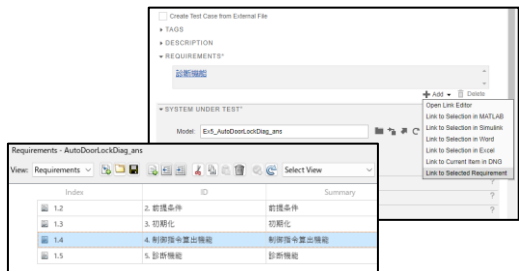 Create Test Case from External File
TAGS
DESCRIPTION
REQUIREMENTS*
診断機能
Add
Delete
SYSTEM UNDER TEST*
Model: Ex5_AutoDoorLockDiag_ans
Open Link Editor
Link to Selection in MATLAB
Link to Selection in Simulink
Link to Selection in Word
Link to Selection in Excel
Link to Current Item in DNG
Link to Selected Requirement
?
?
Requirements - AutoDoorLockDiag_ans
View: Requirements Select View
Index ID Summary
1.2 2. 前提条件 前提条件
1.3 3. 初期化 初期化
1.4 4. 制御指令算出機能 制御指令算出機能
1.5 5. 診断機能 診断機能